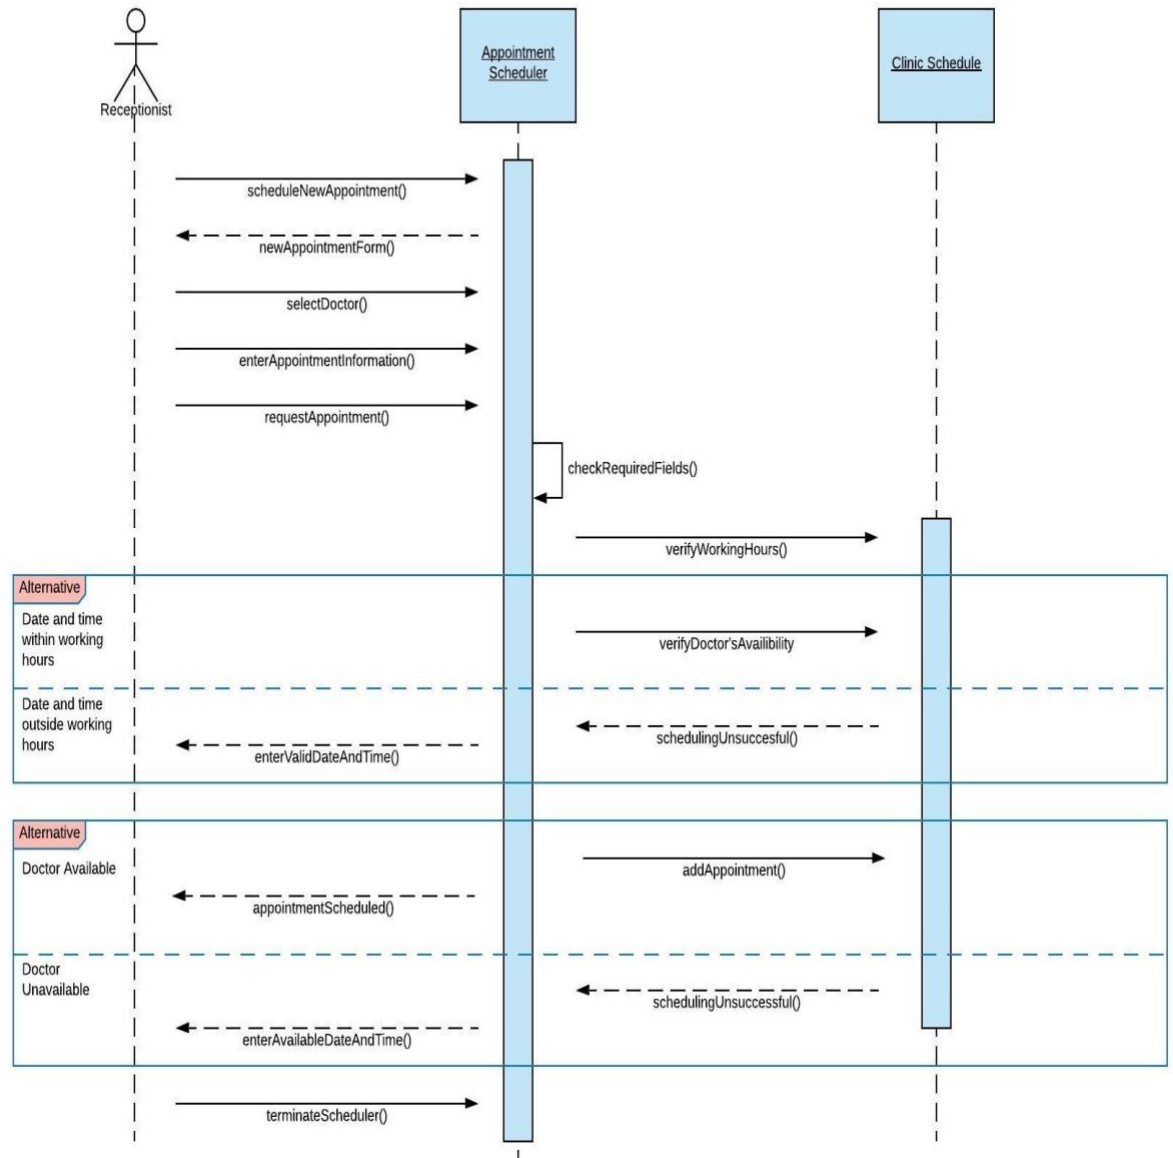 Receptionist
Appointment
Scheduler
Clinic Schedule
scheduleNewAppointment()
newAppointmentForm()
selectDoctor()
enterAppointmentInformation()
requestAppointment()
checkRequiredFields()
verifyWorkingHours()
Alternative
Date and time
within working
hours
verifyDoctor'sAvailibility
Date and time
outside working
hours
schedulingUnsuccesful()
enterValidDateAndTime()
Alternative
Doctor Available
addAppointment()
appointmentScheduled()
Doctor
Unavailable
schedulingUnsuccessful()
enterAvailableDateAndTime()
terminateScheduler()